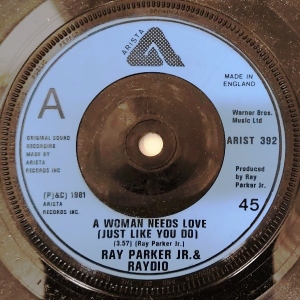 ARISTA
A
MADE IN
ENGLAND
Warner Bros.
Music Ltd
ARIST 392
ORIGINAL SOUND
RECORDING
MADE BY
ARISTA
RECORDS INC
Produced by
Ray
Parker Jr.
(P)&(C) 1981
ARISTA
RECORDS INC.
45
A WOMAN NEEDS LOVE
(JUST LIKE YOU DO)
(3.57) (Ray Parker Jr.)
RAY PARKER JR.&
RAYDIO